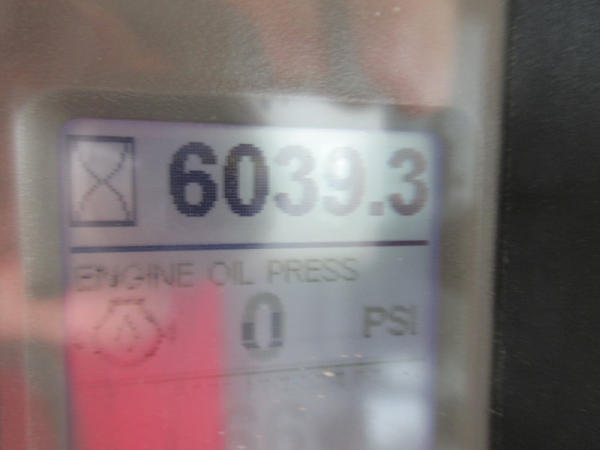 6039.3
ENGINE OIL PRESS
0 PSI